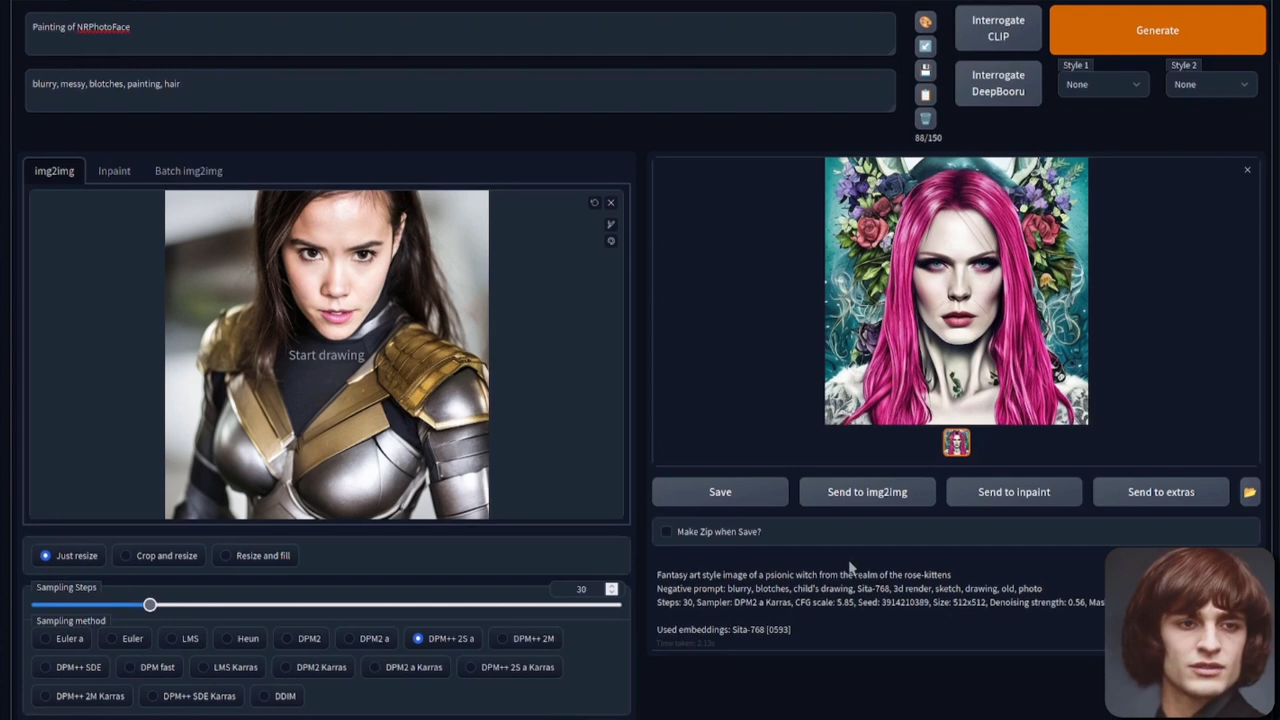 Painting of NRPhotoFace
Interrogate
CLIP
Generate
blurry, messy, blotches, painting, hair
Interrogate
DeepBooru
Style 1
Style 2
None
None
88/150
img2img
Inpaint
Batch img2img
Start drawing
Save
Send to img2img
Send to inpaint
Send to extras
Make Zip when Save?
Just resize
Crop and resize
Resize and fill
Sampling Steps
30
Sampling method
Euler a
Euler
LMS
Heun
DPM2
DPM2 a
DPM++ 2S a
DPM++ 2M
DPM++ SDE
DPM fast
LMS Karras
DPM2 Karras
DPM2 a Karras
DPM++ 2S a Karras
DPM++ 2M Karras
DPM++ SDE Karras
DDIM
Fantasy art style image of a psionic witch from the realm of the rose-kittens
Negative prompt: blurry, blotches, child's drawing, Sita-768, 3d render, sketch, drawing, old, photo
Steps: 30, Sampler: DPM2 a Karras, CFG scale: 5.85, Seed: 3914210389, Size: 512x512, Denoising strength: 0.56, Mas
Used embeddings: Sita-768 [0593]
Time taken: 2.12s